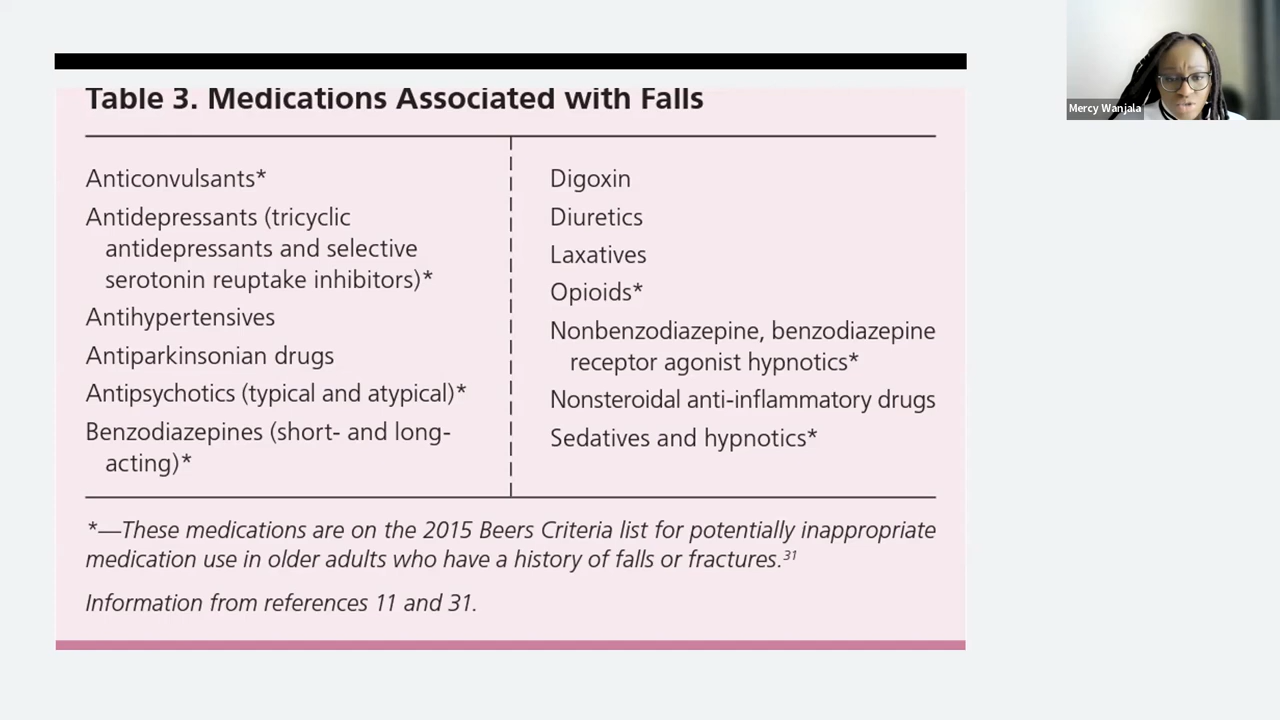 Table 3. Medications Associated with Falls
Anticonvulsants*
Antidepressants (tricyclic
antidepressants and selective
serotonin reuptake inhibitors)*
Antihypertensives
Antiparkinsonian drugs
Antipsychotics (typical and atypical)*
Benzodiazepines (short- and long-
acting)*
Digoxin
Diuretics
Laxatives
Opioids*
Nonbenzodiazepine, benzodiazepine
receptor agonist hypnotics*
Nonsteroidal anti-inflammatory drugs
Sedatives and hypnotics*
*—These medications are on the 2015 Beers Criteria list for potentially inappropriate
medication use in older adults who have a history of falls or fractures.31
Information from references 11 and 31.
Mercy Wanjala